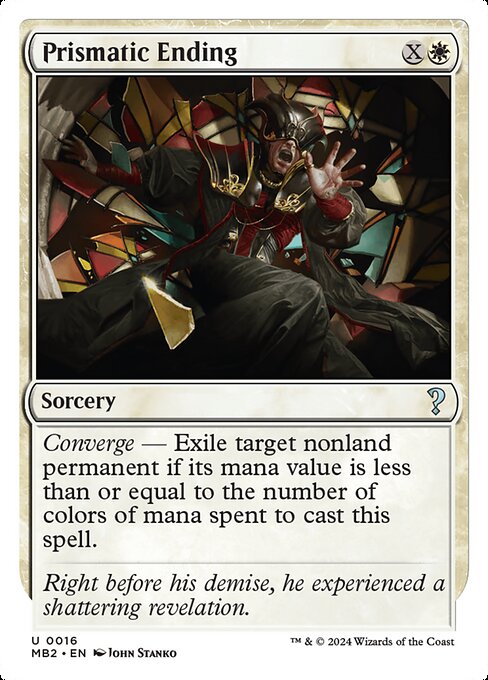 Prismatic Ending X
Sorcery
Converge — Exile target nonland
permanent if its mana value is less
than or equal to the number of
colors of mana spent to cast this
spell.
Right before his demise, he experienced a
shattering revelation.
U 0016
™ & © 2024 Wizards of the Coast
MB2 • EN John Stanko